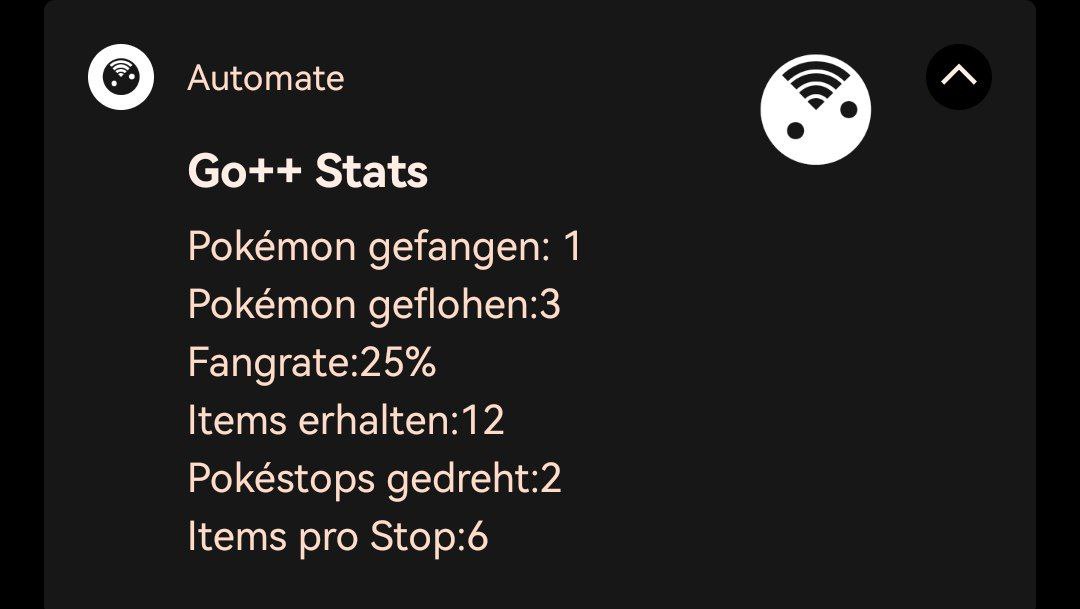 Automate
Go++ Stats
Pokémon gefangen: 1
Pokémon geflohen:3
Fangrate:25%
Items erhalten:12
Pokéstops gedreht:2
Items pro Stop:6